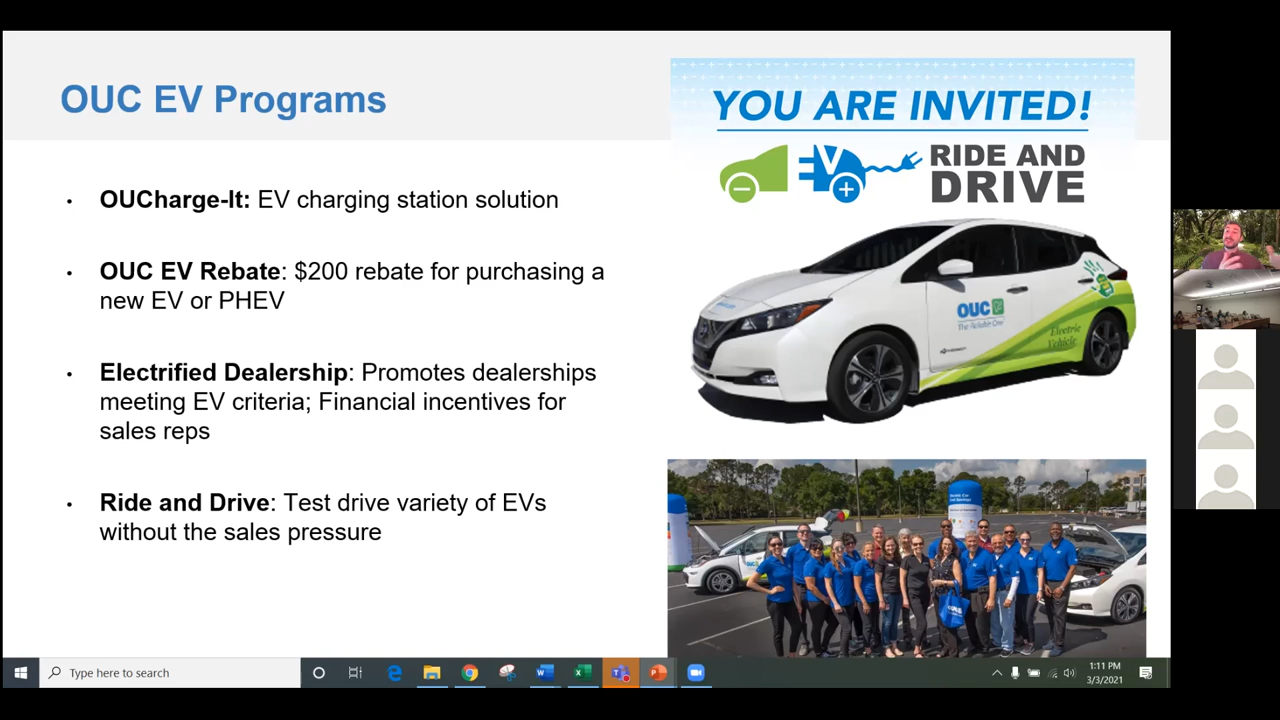 OUC EV Programs
• OUCharge-It: EV charging station solution
• OUC EV Rebate: $200 rebate for purchasing a
new EV or PHEV
• Electrified Dealership: Promotes dealerships
meeting EV criteria; Financial incentives for
sales reps
• Ride and Drive: Test drive variety of EVs
without the sales pressure
YOU ARE INVITED!
EV
RIDE AND
DRIVE
OUC
The Reliable One
Electric
Vehicle
Type here to search
1:11 PM
3/3/2021